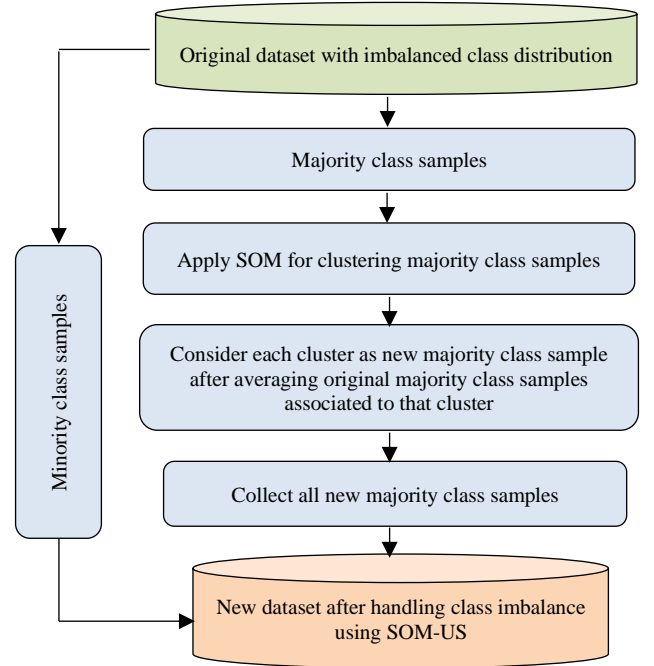 Original dataset with imbalanced class distribution
Majority class samples
Apply SOM for clustering majority class samples
Minority class samples
Consider each cluster as new majority class sample
after averaging original majority class samples
associated to that cluster
Collect all new majority class samples
New dataset after handling class imbalance
using SOM-US